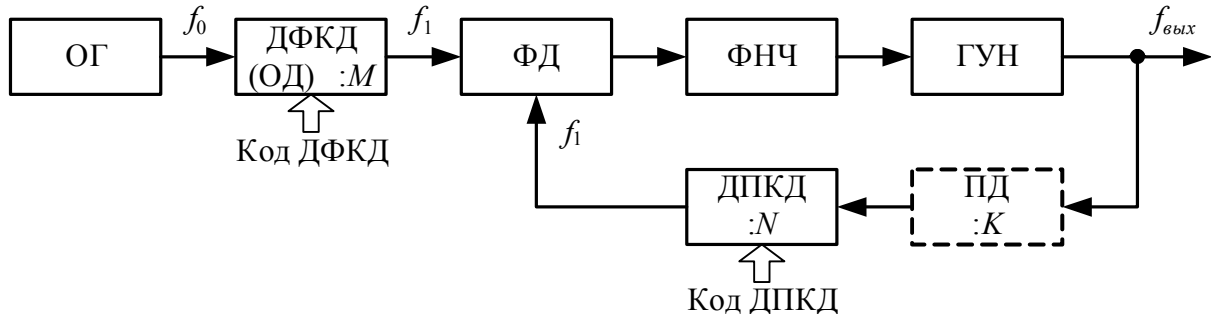 ОГ
f₀
ДФКД
(ОД) :M
Код ДФКД
f₁
ФД
ФНЧ
ГУН
fвых
f₁
ДПКД
:N
Код ДПКД
ПД
:K